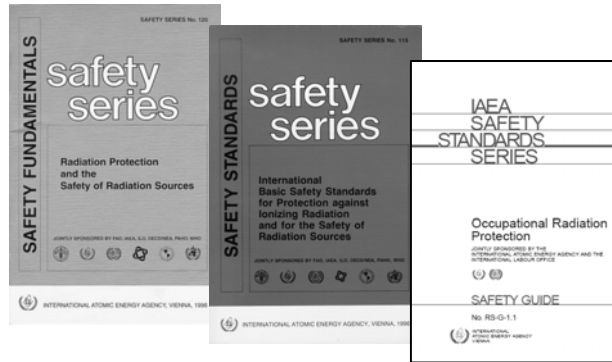 SAFETY SERIES No. 120
SAFETY FUNDAMENTALS
safety
series
Radiation Protection
and the
Safety of Radiation Sources
JOINTLY SPONSORED BY FAO, IAEA, ILO, OECD/NEA, PAHO, WHO
INTERNATIONAL ATOMIC ENERGY AGENCY, VIENNA, 1996
SAFETY SERIES No. 115
SAFETY STANDARDS
safety
series
International
Basic Safety Standards
for Protection against
Ionizing Radiation
and for the Safety of
Radiation Sources
JOINTLY SPONSORED BY FAO, IAEA, ILO, OECD/NEA, PAHO, WHO
INTERNATIONAL ATOMIC ENERGY AGENCY, VIENNA, 1996
IAEA
SAFETY
STANDARDS
SERIES
Occupational Radiation
Protection
JOINTLY SPONSORED BY THE
INTERNATIONAL ATOMIC ENERGY AGENCY AND THE
INTERNATIONAL LABOUR OFFICE
SAFETY GUIDE
No. RS-G-1.1
INTERNATIONAL
ATOMIC ENERGY AGENCY
VIENNA